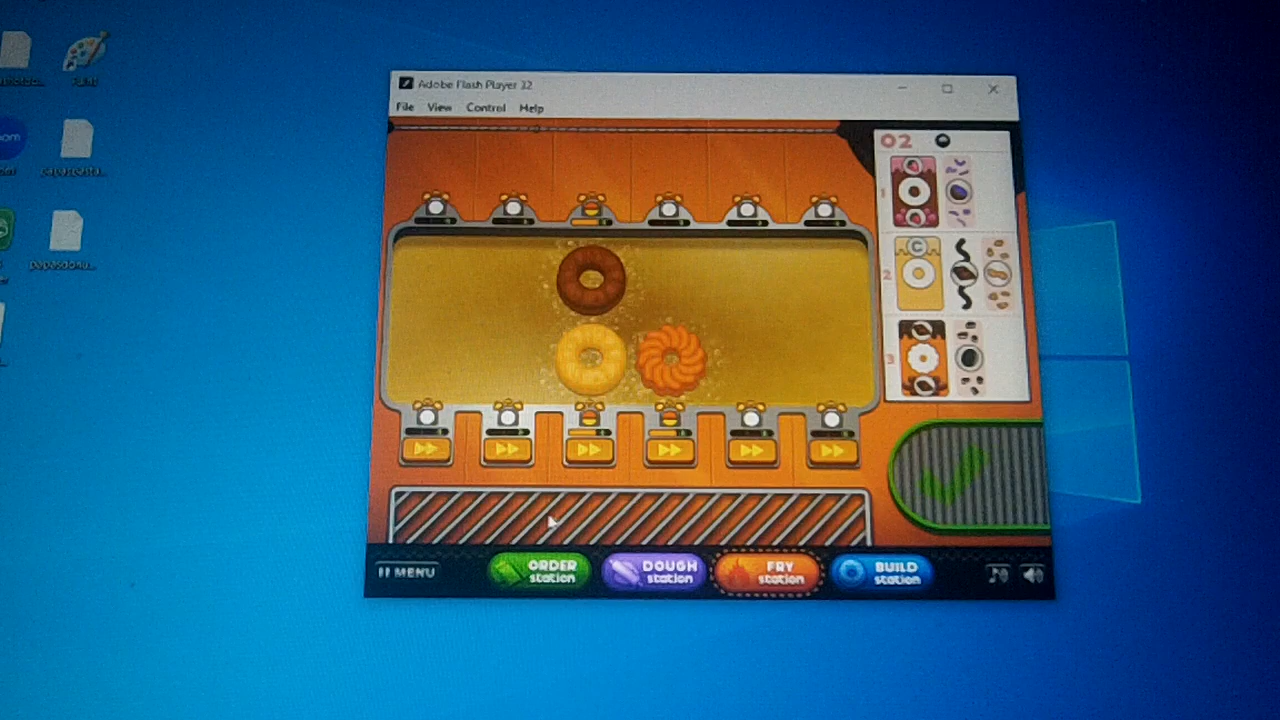 Paint
Adobe Flash Player 32
File View Control Help
02
1
C
2
3
MENU
ORDER station
DOUGH station
FRY station
BUILD station